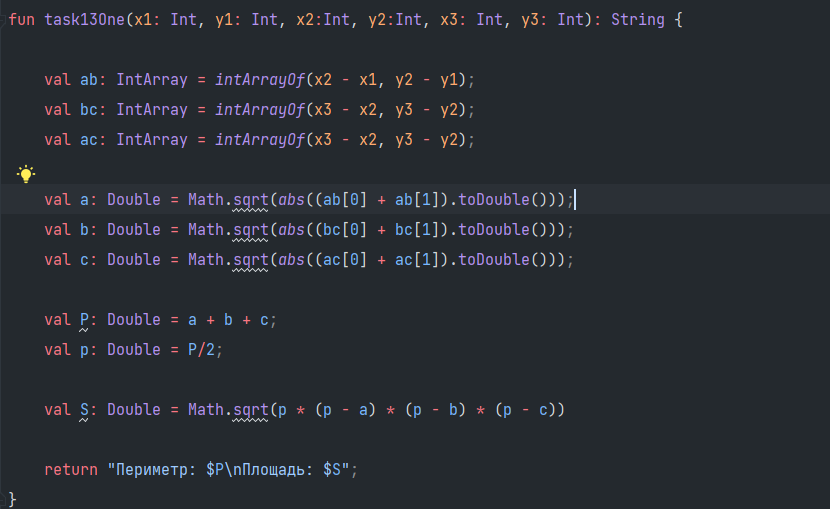 fun task13One(x1: Int, y1: Int, x2:Int, y2:Int, x3: Int, y3: Int): String {
val ab: IntArray = intArrayOf(x2 - x1, y2 - y1);
val bc: IntArray = intArrayOf(x3 - x2, y3 - y2);
val ac: IntArray = intArrayOf(x3 - x2, y3 - y2);
val a: Double = Math.sqrt(abs((ab[0] + ab[1]).toDouble()));
val b: Double = Math.sqrt(abs((bc[0] + bc[1]).toDouble()));
val c: Double = Math.sqrt(abs((ac[0] + ac[1]).toDouble()));
val P: Double = a + b + c;
val p: Double = P/2;
val S: Double = Math.sqrt(p * (p - a) * (p - b) * (p - c))
return "Периметр: $P\nПлощадь: $S";
}